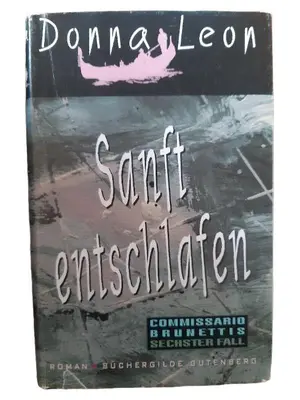 Donna Leon
Sanft
entschlafen
COMMISSARIO
BRUNETTIS
SECHSTER FALL
ROMAN BÜCHERGILDE GUTENBERG